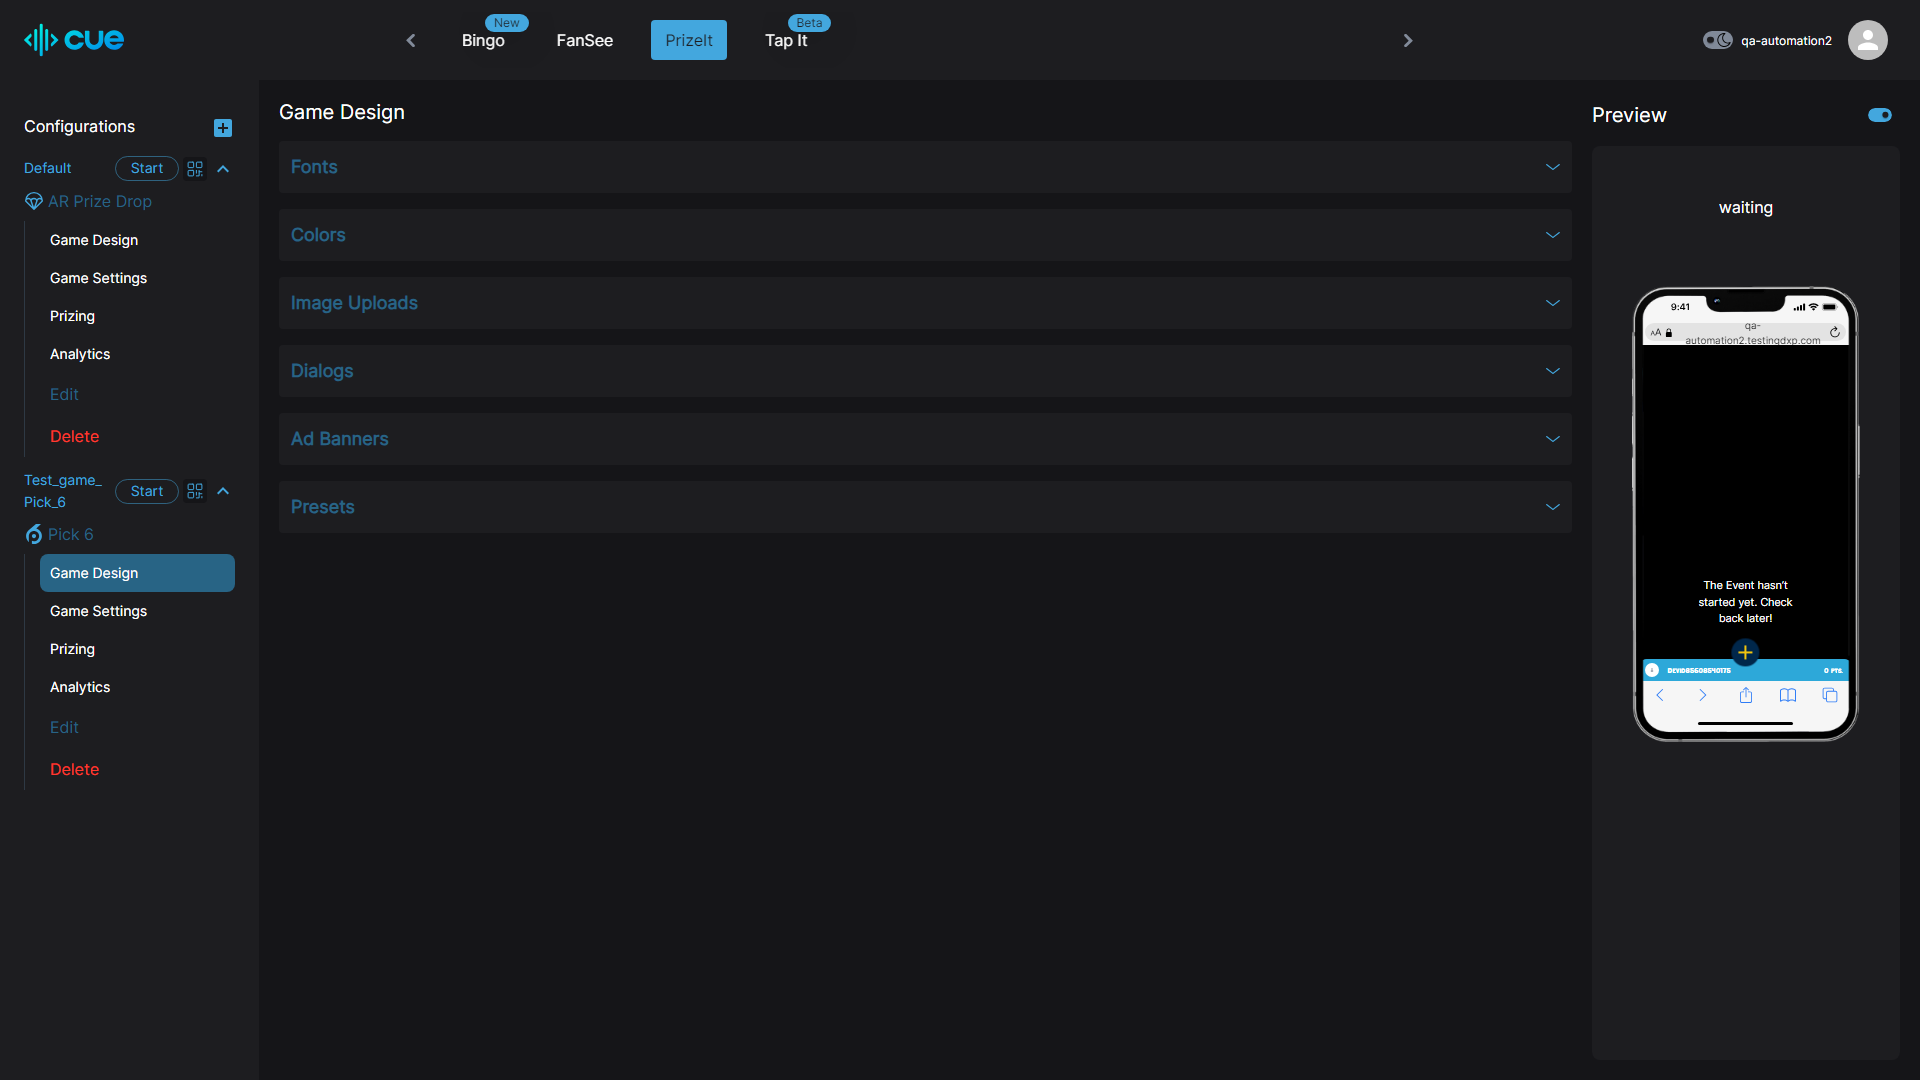 cue
New
Bingo
FanSee
PrizeIt
Beta
Tap It
qa-automation2
Configurations
Default
Start
AR Prize Drop
Game Design
Game Settings
Prizing
Analytics
Edit
Delete
Test_game_
Pick_6
Start
Pick 6
Game Design
Game Settings
Prizing
Analytics
Edit
Delete
Game Design
Fonts
Colors
Image Uploads
Dialogs
Ad Banners
Presets
Preview
waiting
9:41
AA
qa-
automation2.testingdxp.com
The Event hasn't
started yet. Check
back later!
0 PTS.